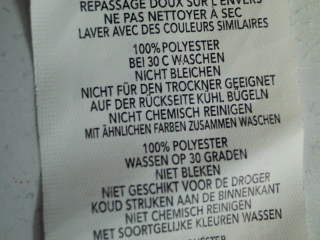 REPASSAGE DOUX SUR L'ENVERS
NE PAS NETTOYER À SEC
LAVER AVEC DES COULEURS SIMILAIRES
100% POLYESTER
BEI 30 C WASCHEN
NICHT BLEICHEN
NICHT FÜR DEN TROCKNER GEEIGNET
AUF DER RÜCKSEITE KÜHL BÜGELN
NICHT CHEMISCH REINIGEN
MIT ÄHNLICHEN FARBEN ZUSAMMEN WASCHEN
100% POLYESTER
WASSEN OP 30 GRADEN
NIET BLEKEN
NIET GESCHIKT VOOR DE DROGER
KOUD STRIJKEN AAN DE BINNENKANT
NIET CHEMISCH REINIGEN
MET SOORTGELIJKE KLEUREN WASSEN